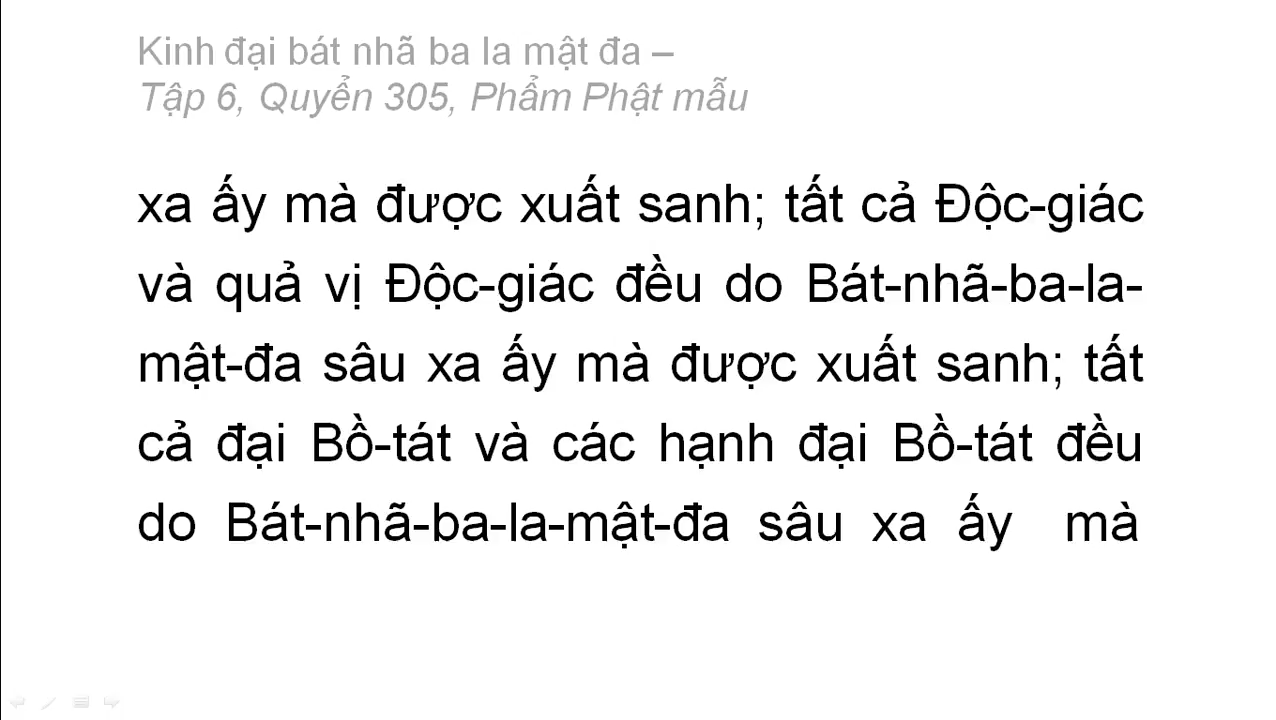 Kinh đại bát nhã ba la mật đa –
Tập 6, Quyển 305, Phẩm Phật mẫu
xa ấy mà được xuất sanh; tất cả Độc-giác
và quả vị Độc-giác đều do Bát-nhã-ba-la-
mật-đa sâu xa ấy mà được xuất sanh; tất
cả đại Bồ-tát và các hạnh đại Bồ-tát đều
do Bát-nhã-ba-la-mật-đa sâu xa ấy mà